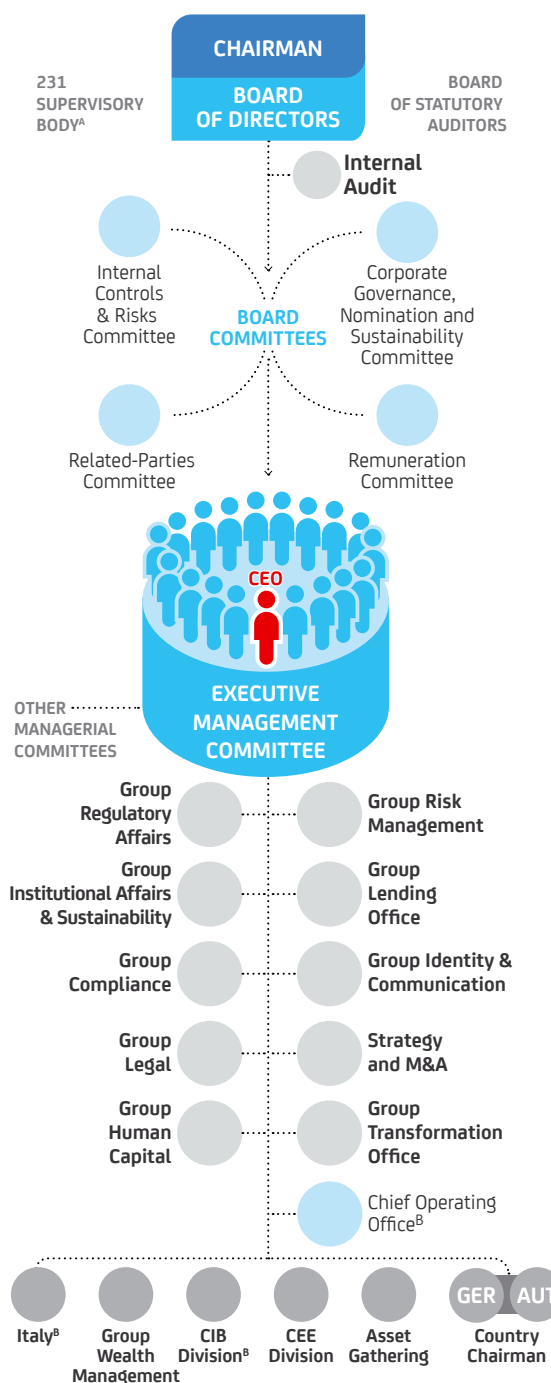 CHAIRMAN
BOARD
OF DIRECTORS
231
SUPERVISORY
BODYᴬ
BOARD
OF STATUTORY
AUDITORS
Internal
Audit
Internal
Controls
& Risks
Committee
Corporate
Governance,
Nomination and
Sustainability
Committee
BOARD
COMMITTEES
Related-Parties
Committee
Remuneration
Committee
CEO
EXECUTIVE
MANAGEMENT
COMMITTEE
OTHER
MANAGERIAL
COMMITTEES
Group
Regulatory
Affairs
Group Risk
Management
Group
Institutional Affairs
& Sustainability
Group
Lending
Office
Group
Compliance
Group Identity &
Communication
Group
Legal
Strategy
and M&A
Group
Human
Capital
Group
Transformation
Office
Chief Operating
Officeᴮ
Italyᴮ
Group
Wealth
Management
CIB
Divisionᴮ
CEE
Division
Asset
Gathering
GER AUT
Country
Chairman